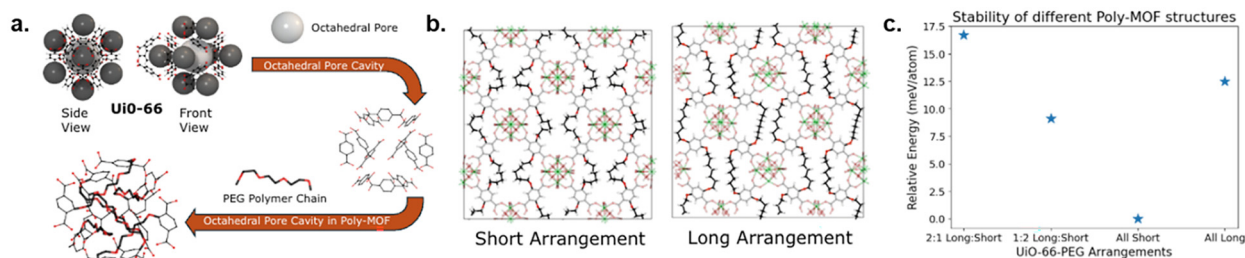 a.
Octahedral Pore
Octahedral Pore Cavity
Side
View
Ui0-66
Front
View
PEG Polymer Chain
Octahedral Pore Cavity in Poly-MOF
b.
Short Arrangement
Long Arrangement
c.
Stability of different Poly-MOF structures
Relative Energy (meV/atom)
17.5
15.0
12.5
10.0
7.5
5.0
2.5
0.0
2:1 Long:Short
1:2 Long:Short
All Short
All Long
UiO-66-PEG Arrangements